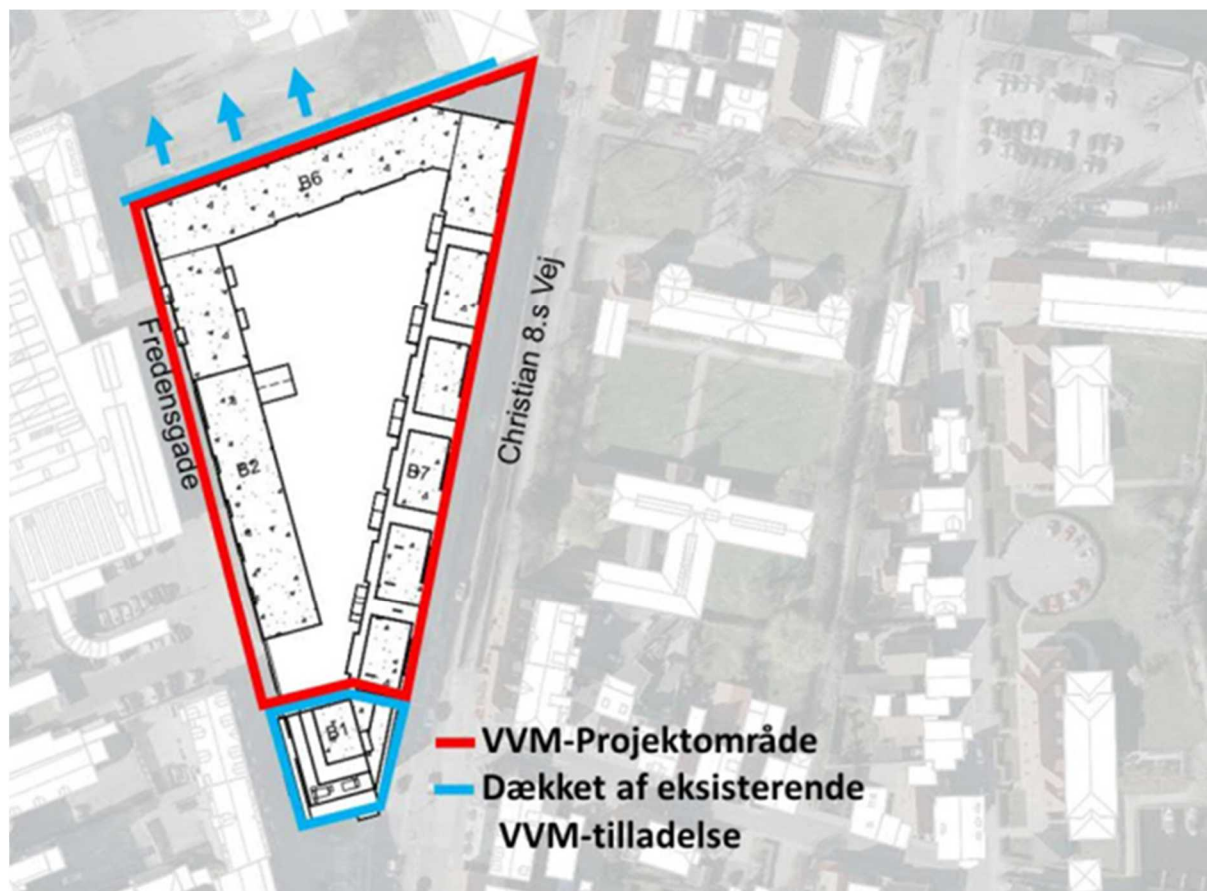 B6
Fredensgade
Christian 8.s Vej
B2
B7
B1
VVM-Projektområde
Dækket af eksisterende
VVM-tilladelse